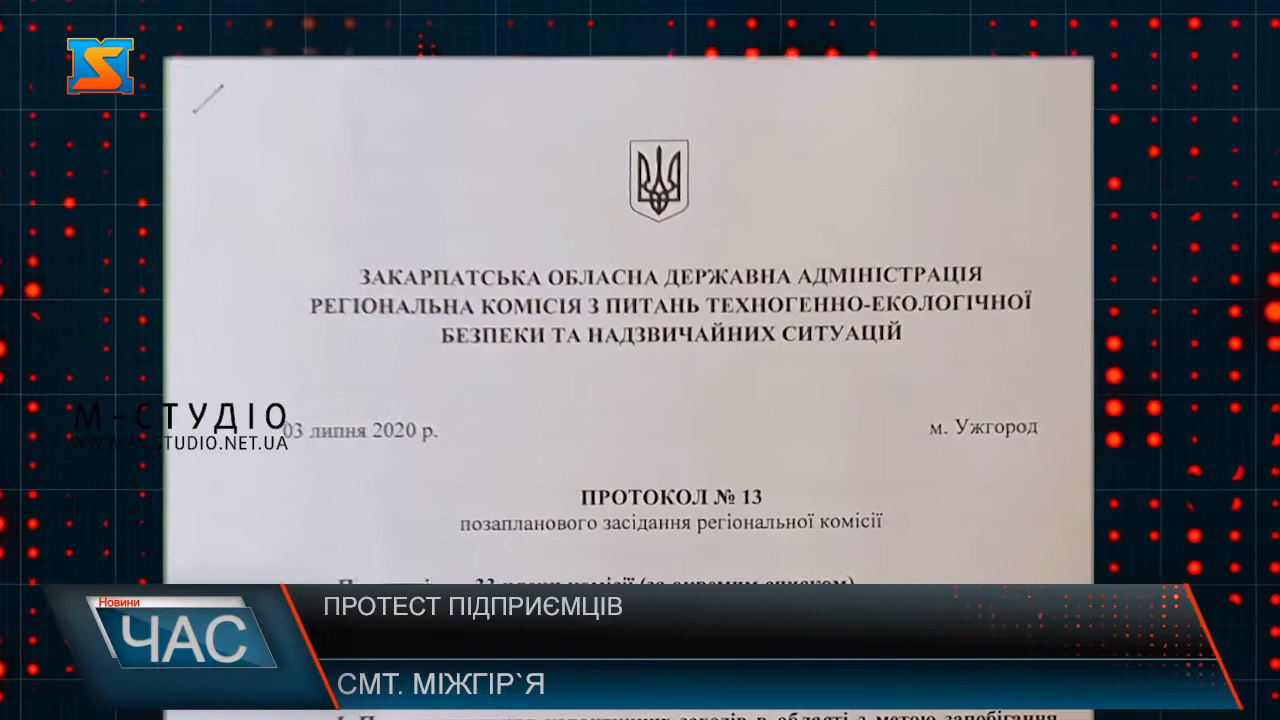 ЗАКАРПАТСЬКА ОБЛАСНА ДЕРЖАВНА АДМІНІСТРАЦІЯ
РЕГІОНАЛЬНА КОМІСІЯ З ПИТАНЬ ТЕХНОГЕННО-ЕКОЛОГІЧНОЇ
БЕЗПЕКИ ТА НАДЗВИЧАЙНИХ СИТУАЦІЙ
М-СТУДІО
WWW.M-STUDIO.NET.UA
03 липня 2020 р.
м. Ужгород
ПРОТОКОЛ № 13
позапланового засідання регіональної комісії
Новини
ЧАС
ПРОТЕСТ ПІДПРИЄМЦІВ
СМТ. МІЖГІР`Я